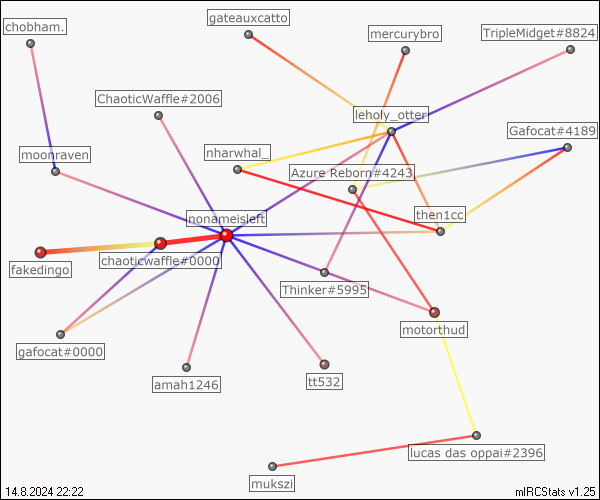 gateauxcatto
chobham.
mercurybro
TripleMidget#8824
ChaoticWaffle#2006
leholy_otter
Gafocat#4189
nharwhal_
moonraven
Azure Reborn#4243
nonameisleft
then1cc
chaoticwaffle#0000
fakedingo
Thinker#5995
motorthud
gafocat#0000
amah1246
tt532
lucas das oppai#2396
mukszi
14.8.2024 22:22
mIRCStats v1.25